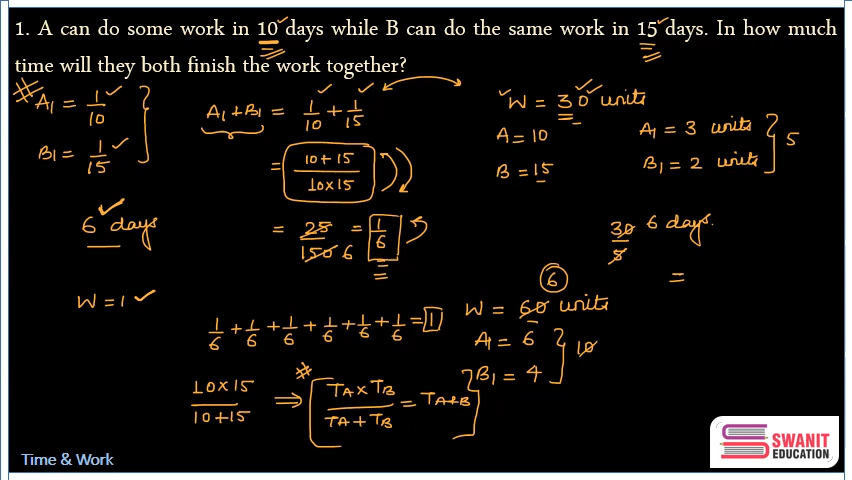 1. A can do some work in 10 days while B can do the same work in 15 days. In how much
time will they both finish the work together?
A1 = 1/10
B1 = 1/15
6 days
W = 1
A1 + B1 = 1/10 + 1/15
= 10 + 15 / 10 x 15
= 25/150 6 = 1/6
1/6 + 1/6 + 1/6 + 1/6 + 1/6 + 1/6 = 1
10 x 15 / 10 + 15 ⇒ TA x TB / TA + TB = TA+B
W = 30 units
A = 10
B = 15
A1 = 3 units
B1 = 2 units
5
30/5 6 days.
=
6
W = 60 units
A1 = 6
B1 = 4
10
Time & Work
SWANIT
EDUCATION